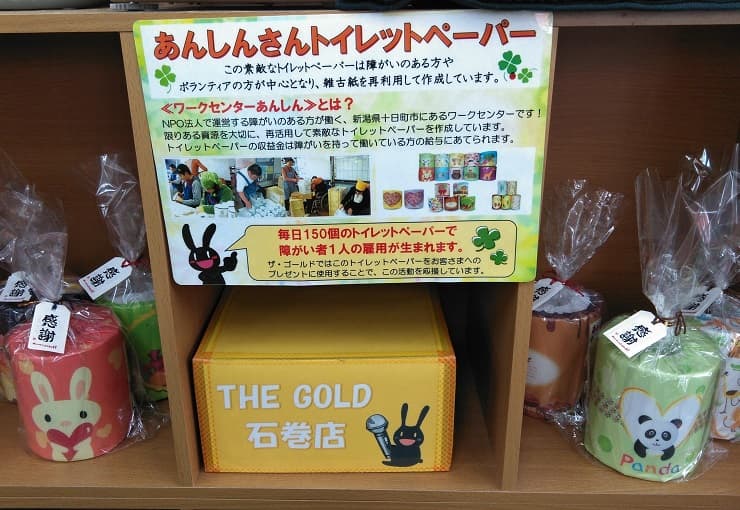 あんしんさんトイレットペーパー
この素敵なトイレットペーパーは障がいのある方や
ボランティアの方が中心となり、雑古紙を再利用して作成しています。
≪ワークセンターあんしん≫とは？
NPO法人で運営する障がいのある方が働く、新潟県十日町市にあるワークセンターです！
限りある資源を大切に、再活用して素敵なトイレットペーパーを作成しています。
トイレットペーパーの収益金は障がいを持って働いている方の給与にあてられます。
毎日150個のトイレットペーパーで
障がい者1人の雇用が生まれます。
ザ・ゴールドではこのトイレットペーパーをお客さまへの
プレゼントに使用することで、この活動を応援しています。
THE GOLD
石巻店
感謝
感謝
感謝
感謝
感謝
Panda